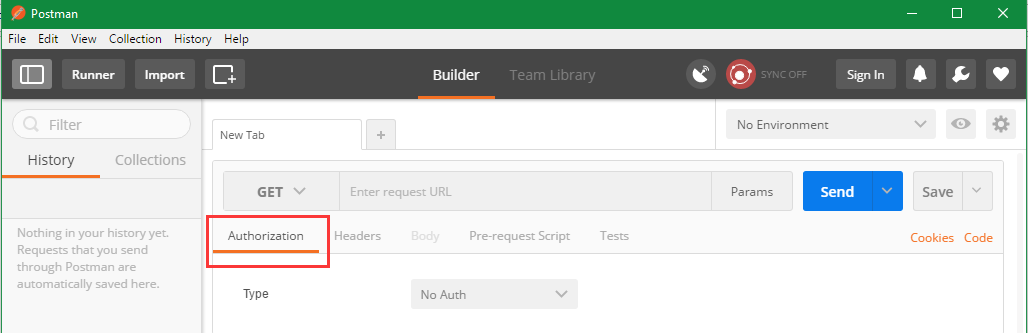 Postman
File Edit View Collection History Help
Runner Import Builder Team Library SYNC OFF Sign In
Filter
New Tab
No Environment
History Collections
GET Enter request URL Params Send Save
Nothing in your history yet.
Requests that you send
through Postman are
automatically saved here.
Authorization Headers Body Pre-request Script Tests Cookies Code
Type No Auth